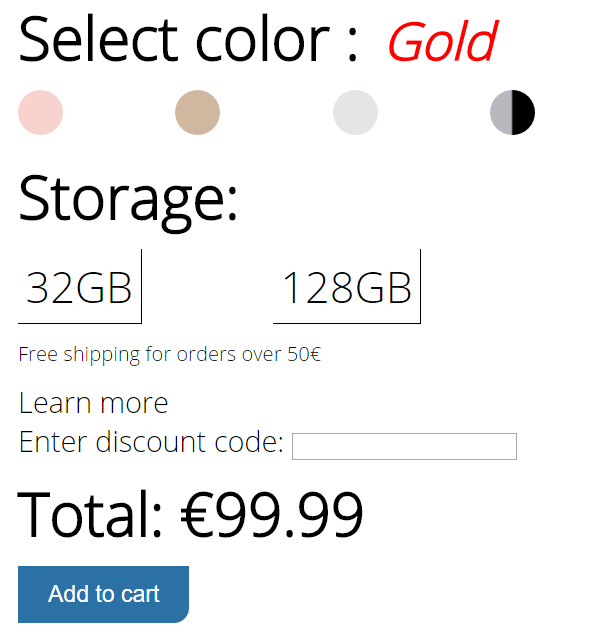 Select color : Gold
Storage:
32GB 128GB
Free shipping for orders over 50€
Learn more
Enter discount code:
Total: €99.99
Add to cart